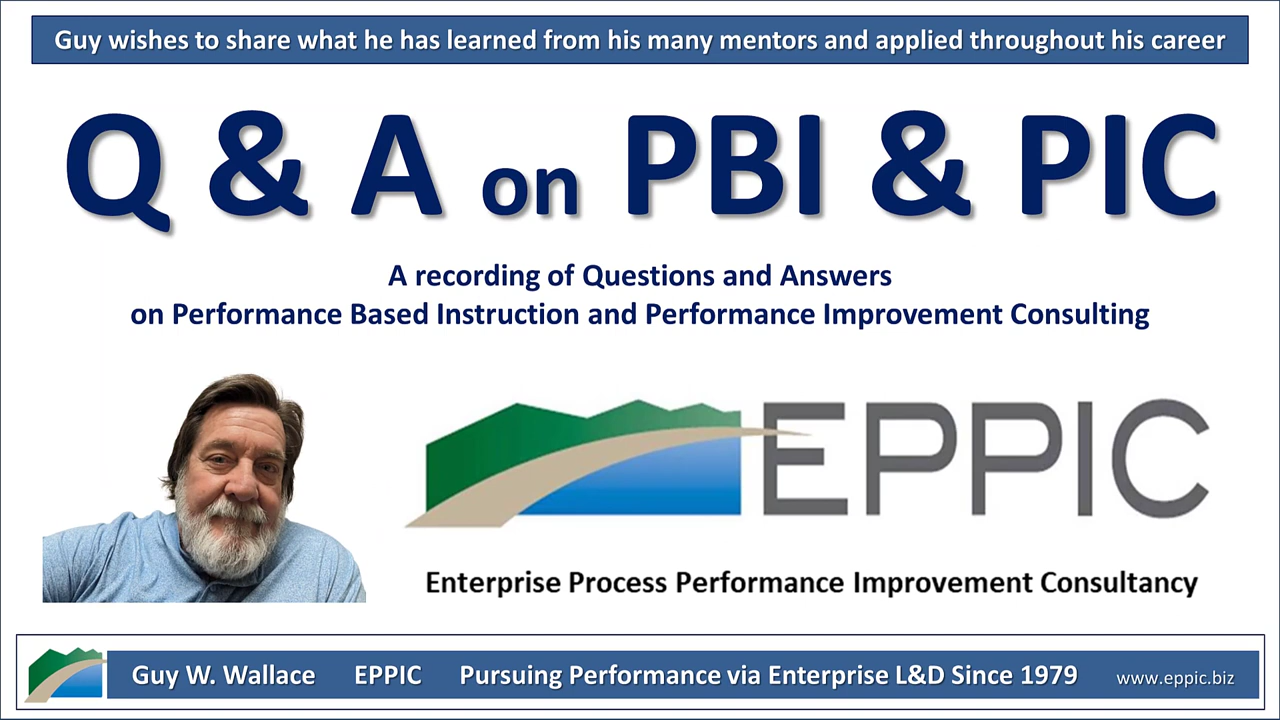 Guy wishes to share what he has learned from his many mentors and applied throughout his career
Q & A on PBI & PIC
A recording of Questions and Answers
on Performance Based Instruction and Performance Improvement Consulting
EPPIC
Enterprise Process Performance Improvement Consultancy
Guy W. Wallace EPPIC Pursuing Performance via Enterprise L&D Since 1979 www.eppic.biz